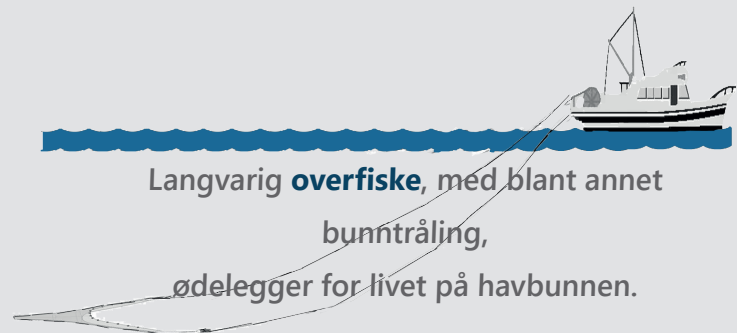 Langvarig overfiske, med blant annet
bunntråling,
ødelegger for livet på havbunnen.